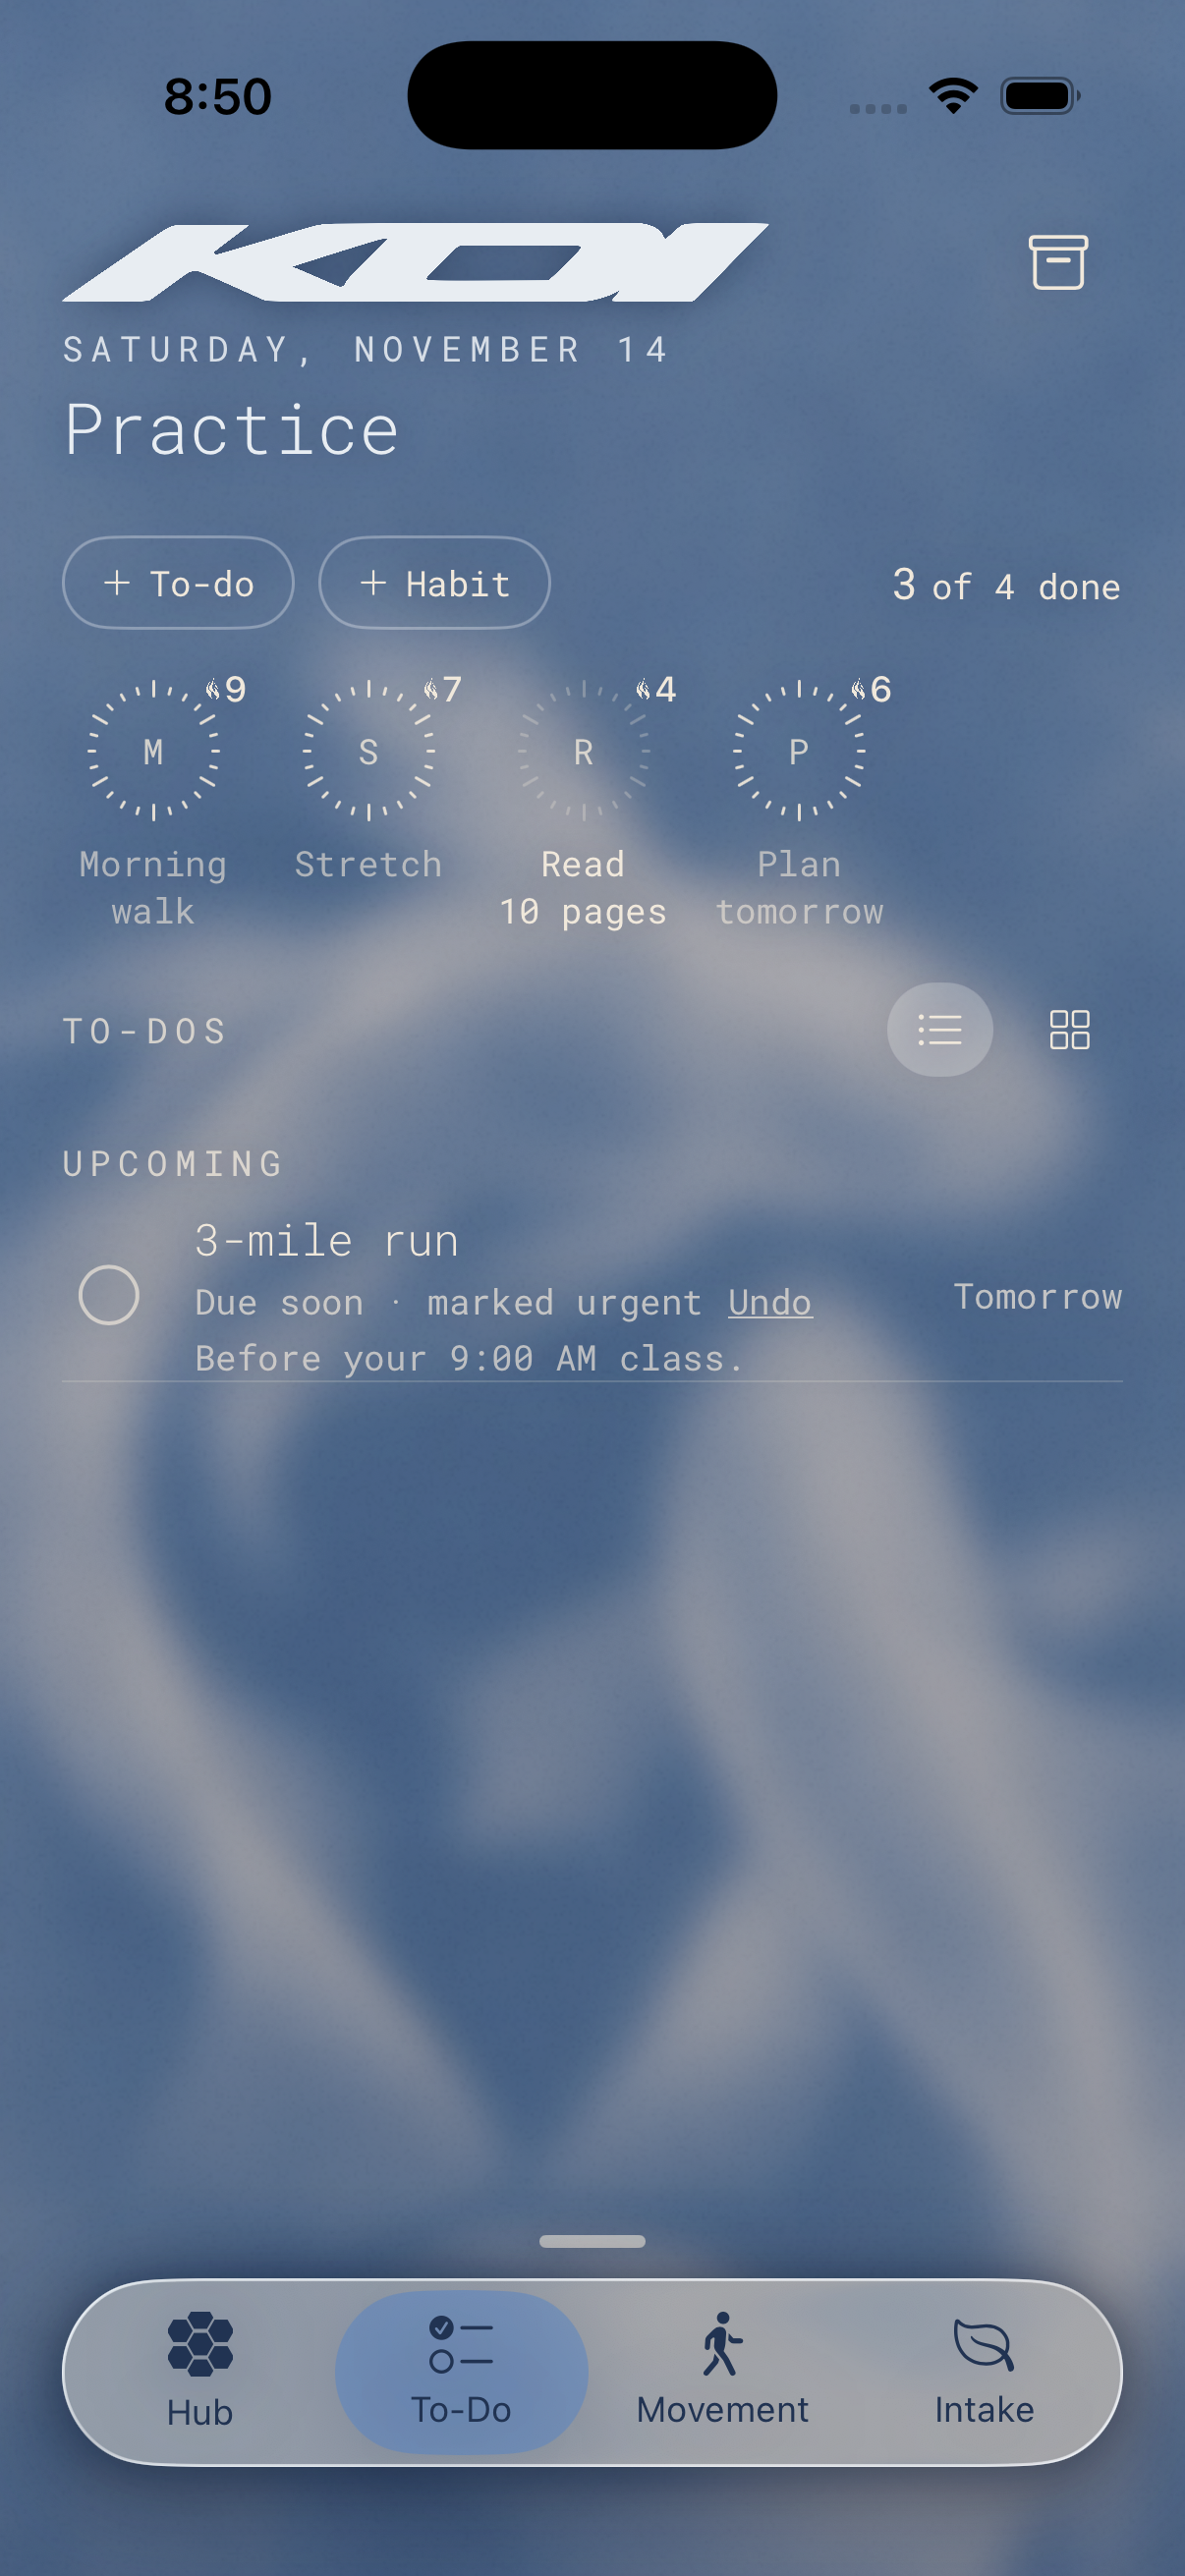 8:50
KOI
SATURDAY, NOVEMBER 14
Practice
+ To-do
+ Habit
3 of 4 done
9
7
4
6
M
S
R
P
Morning
walk
Stretch
Read
10 pages
Plan
tomorrow
TO-DOS
UPCOMING
3-mile run
Due soon · marked urgent Undo
Before your 9:00 AM class.
Tomorrow
Hub
To-Do
Movement
Intake